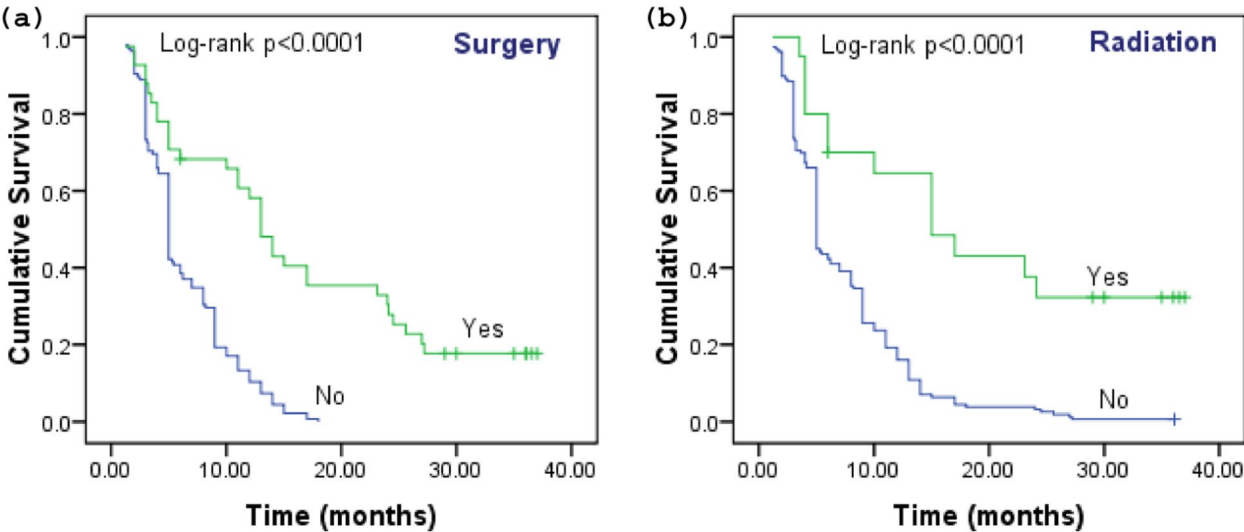 (a)
Log-rank p<0.0001
Surgery
Cumulative Survival
1.0
0.8
0.6
0.4
0.2
0.0
Yes
No
0.00 10.00 20.00 30.00 40.00
Time (months)
(b)
Log-rank p<0.0001
Radiation
Cumulative Survival
1.0
0.8
0.6
0.4
0.2
0.0
Yes
No
0.00 10.00 20.00 30.00 40.00
Time (months)